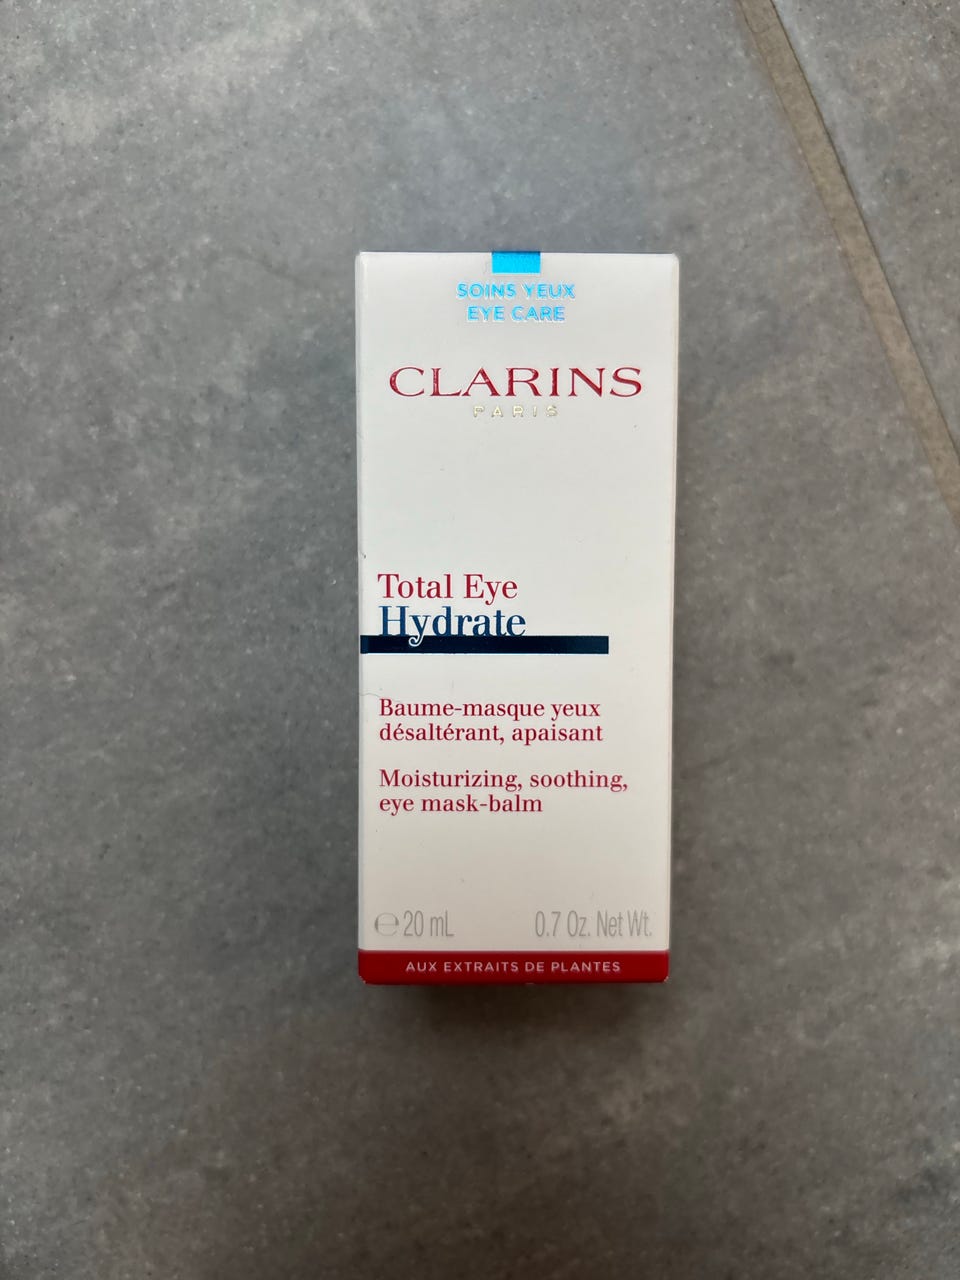 SOINS YEUX
EYE CARE
CLARINS
PARIS
Total Eye
Hydrate
Baume-masque yeux
désaltérant, apaisant
Moisturizing, soothing,
eye mask-balm
℮ 20 mL 0.7 Oz. Net Wt.
AUX EXTRAITS DE PLANTES